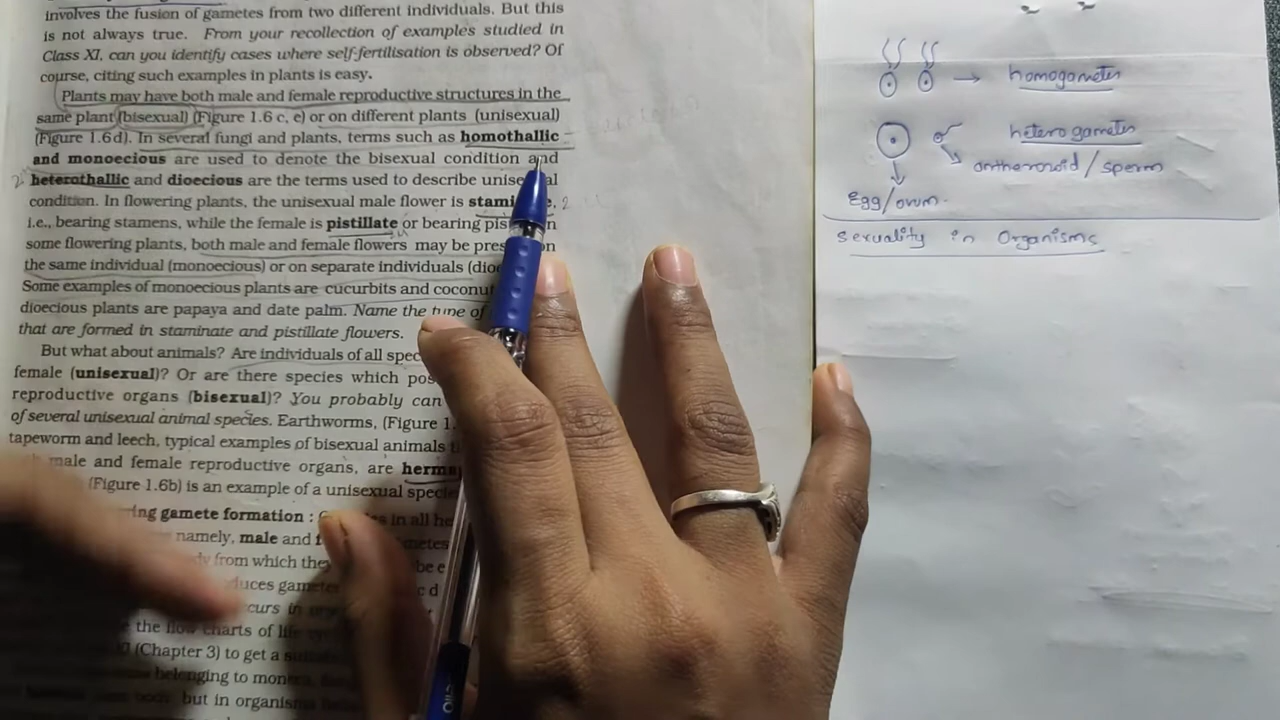 involves the fusion of gametes from two different individuals. But this
is not always true. From your recollection of examples studied in
Class XI, can you identify cases where self-fertilisation is observed? Of
course, citing such examples in plants is easy.
Plants may have both male and female reproductive structures in the
same plant (bisexual) (Figure 1.6 c, e) or on different plants (unisexual)
(Figure 1.6d). In several fungi and plants, terms such as homothallic
and monoecious are used to denote the bisexual condition and
heterothallic and dioecious are the terms used to describe unisexual
condition. In flowering plants, the unisexual male flower is
i.e., bearing stamens, while the female is pistillate or bearing
some flowering plants, both male and female flowers may be
the same individual (monoecious) or on separate individuals
Some examples of monoecious plants are cucurbits and
dioecious plants are papaya and date palm. Name the type of
that are formed in staminate and pistillate flowers.
But what about animals? Are individuals of all
female (unisexual)? Or are there species which
reproductive organs (bisexual)? You probably can
of several unisexual animal species. Earthworms, (Figure
tapeworm and leech, typical examples of bisexual animals
male and female reproductive organs, are
(Figure 1.6b) is an example of a unisexual
gamete formation :
namely, male and
from which they
occurs in
the flow charts of life
(Chapter 3) to get a
belonging to
but in
homogametes
heterogametes
antherozoid / sperm
Egg/ovum.
Sexuality in Organisms